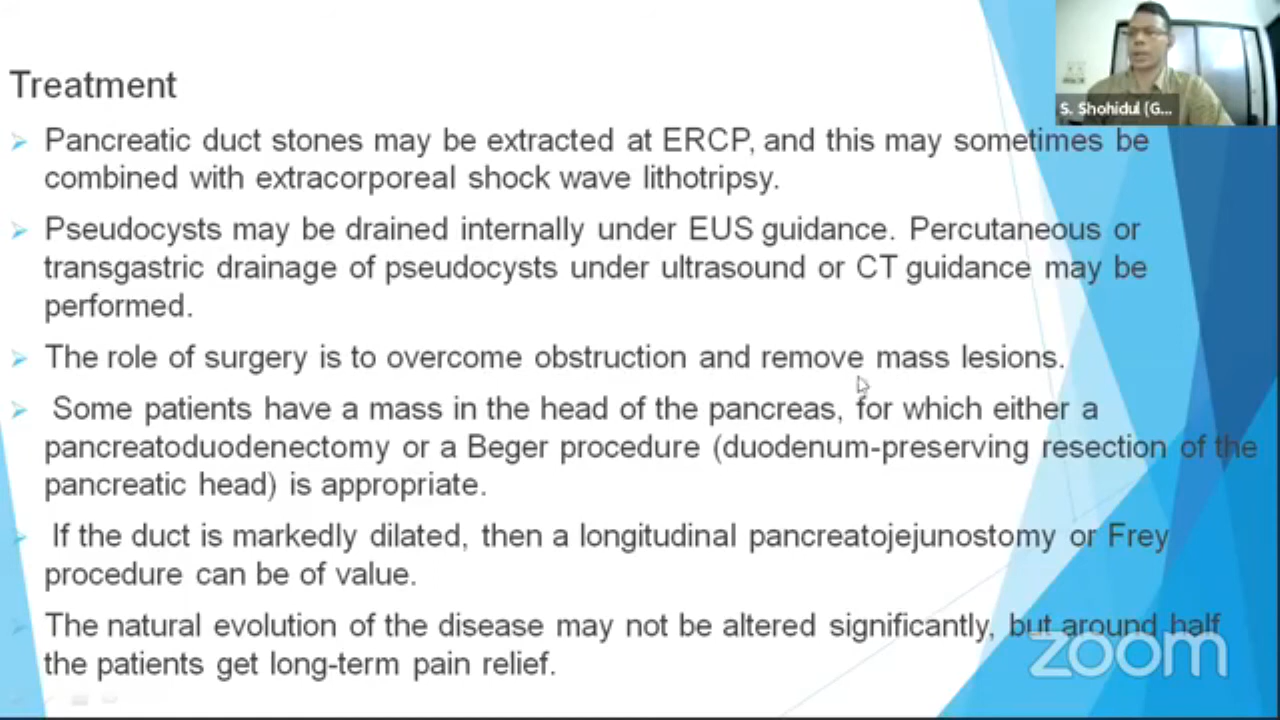 S. Shohidul (G...
Treatment
Pancreatic duct stones may be extracted at ERCP, and this may sometimes be
combined with extracorporeal shock wave lithotripsy.
Pseudocysts may be drained internally under EUS guidance. Percutaneous or
transgastric drainage of pseudocysts under ultrasound or CT guidance may be
performed.
The role of surgery is to overcome obstruction and remove mass lesions.
Some patients have a mass in the head of the pancreas, for which either a
pancreatoduodenectomy or a Beger procedure (duodenum-preserving resection of the
pancreatic head) is appropriate.
If the duct is markedly dilated, then a longitudinal pancreatojejunostomy or Frey
procedure can be of value.
The natural evolution of the disease may not be altered significantly, but around half
the patients get long-term pain relief.
zoom